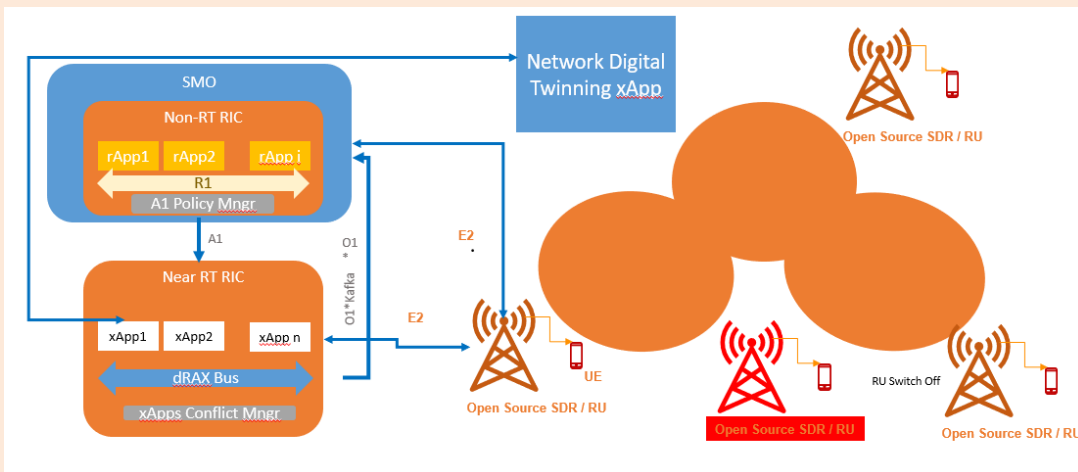 Network Digital
Twinning xApp
SMO
Non-RT RIC
rApp1
rApp2
rApp i
R1
A1 Policy Mngr
A1
O1
*
O1*Kafka
Near RT RIC
xApp1
xApp2
xApp n
dRAX Bus
xApps Conflict Mngr
E2
E2
UE
Open Source SDR / RU
Open Source SDR / RU
Open Source SDR / RU
RU Switch Off
Open Source SDR / RU